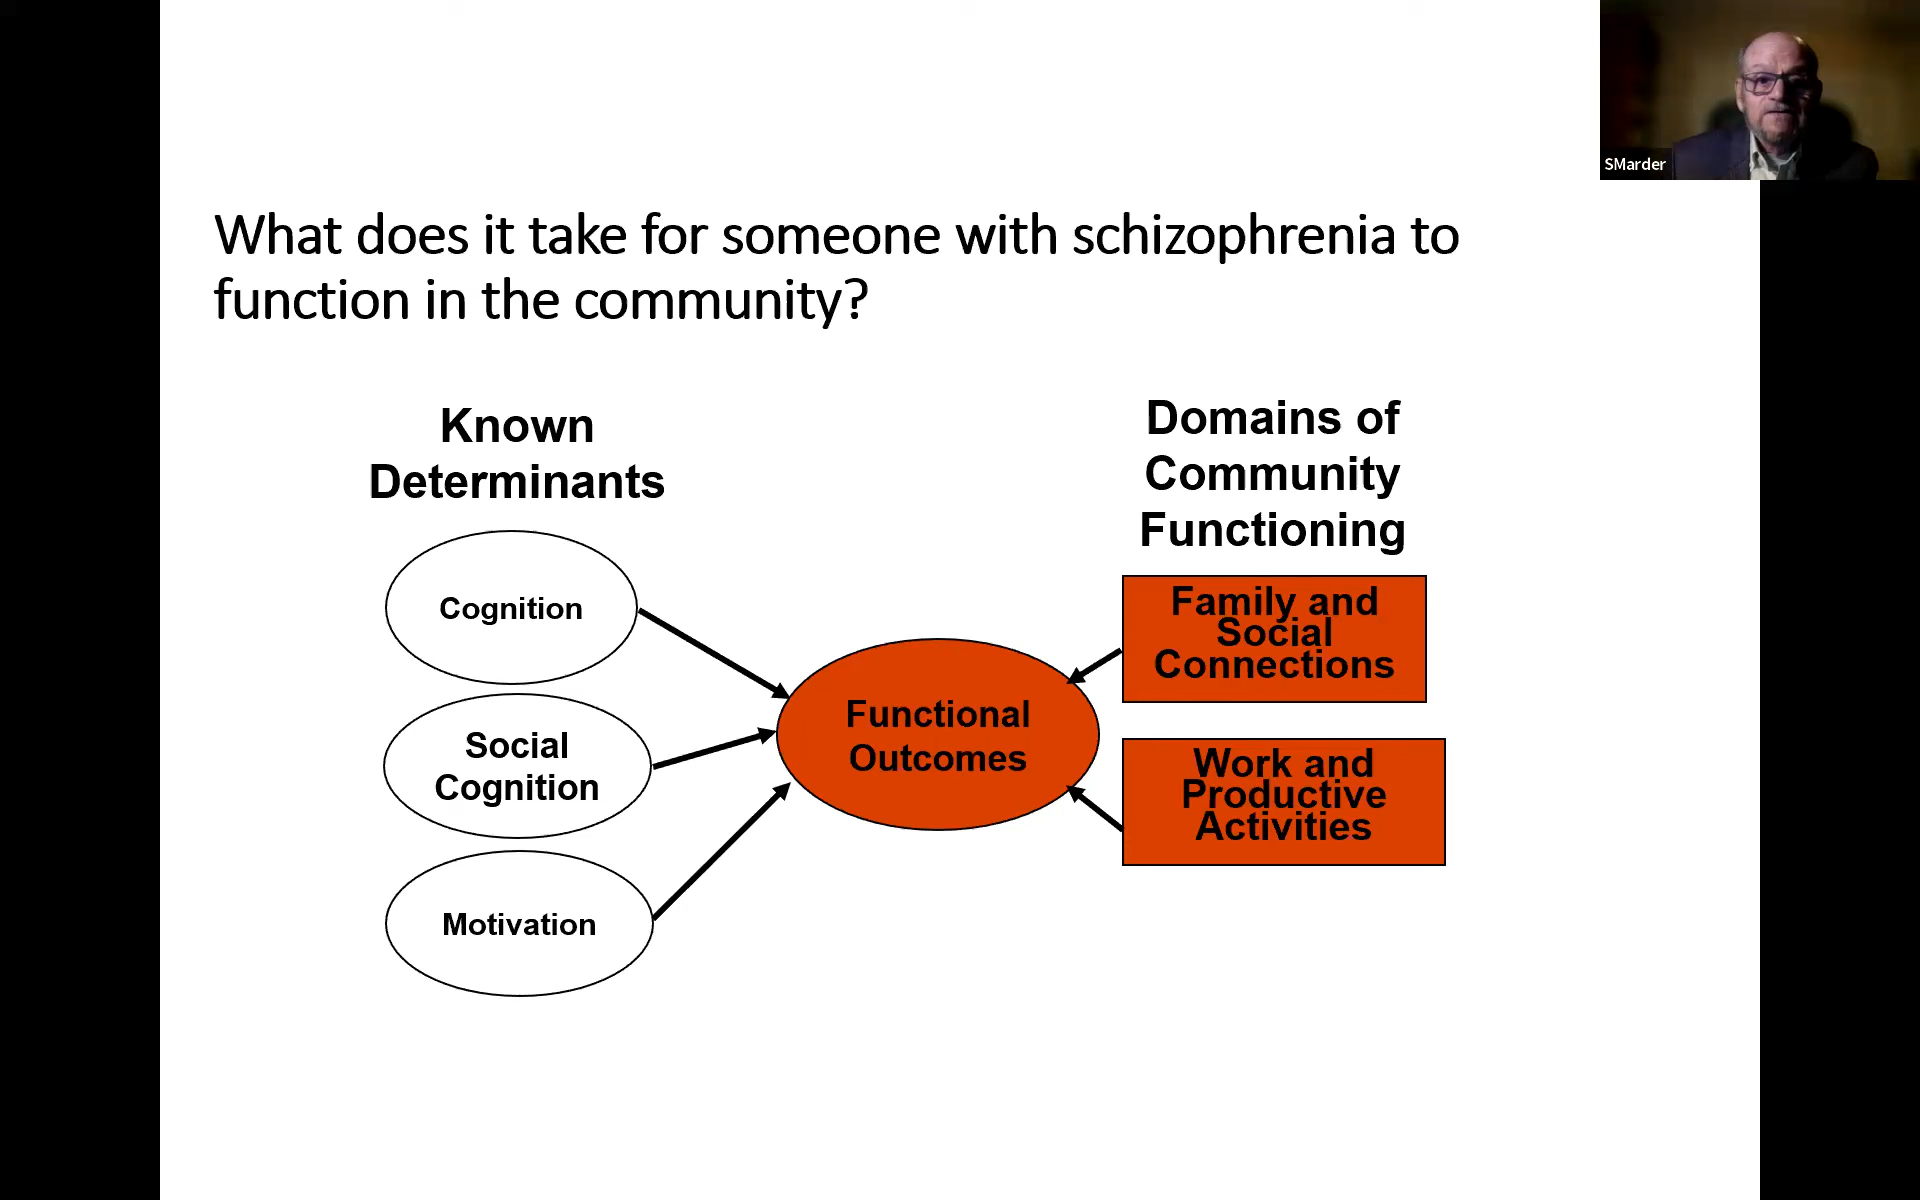 SMarder
What does it take for someone with schizophrenia to
function in the community?
Known
Determinants
Cognition
Social
Cognition
Motivation
Functional
Outcomes
Domains of
Community
Functioning
Family and
Social
Connections
Work and
Productive
Activities